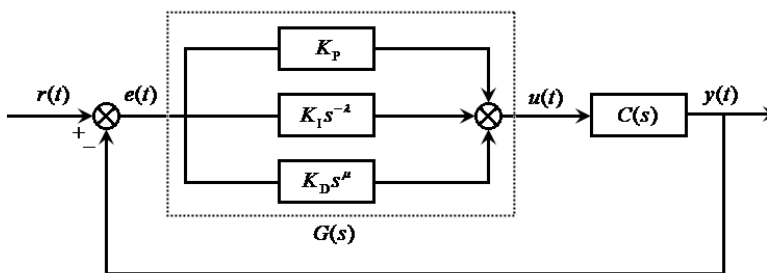 K_P
r(t)
e(t)
u(t)
y(t)
K_I s^{-λ}
C(s)
+
−
K_D s^μ
G(s)